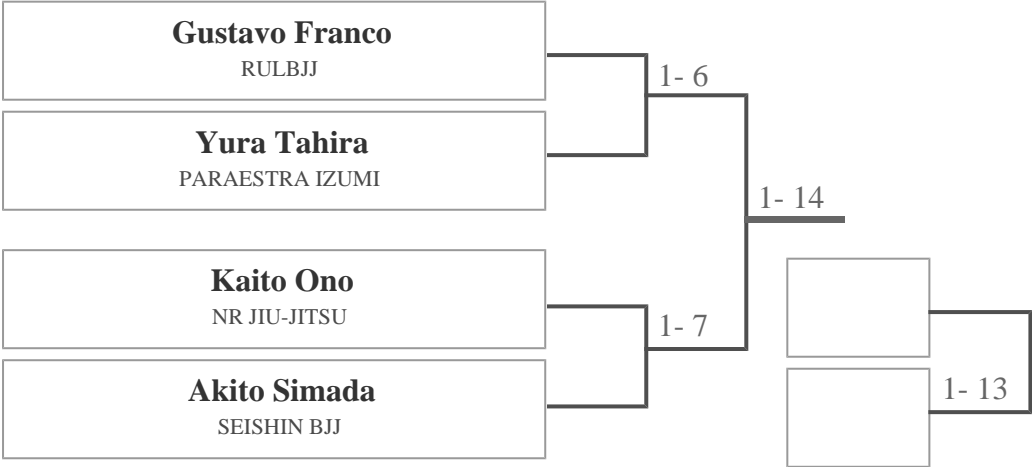 Gustavo Franco
RULBJJ
1- 6
Yura Tahira
PARAESTRA IZUMI
1- 14
Kaito Ono
NR JIU-JITSU
1- 7
Akito Simada
SEISHIN BJJ
1- 13